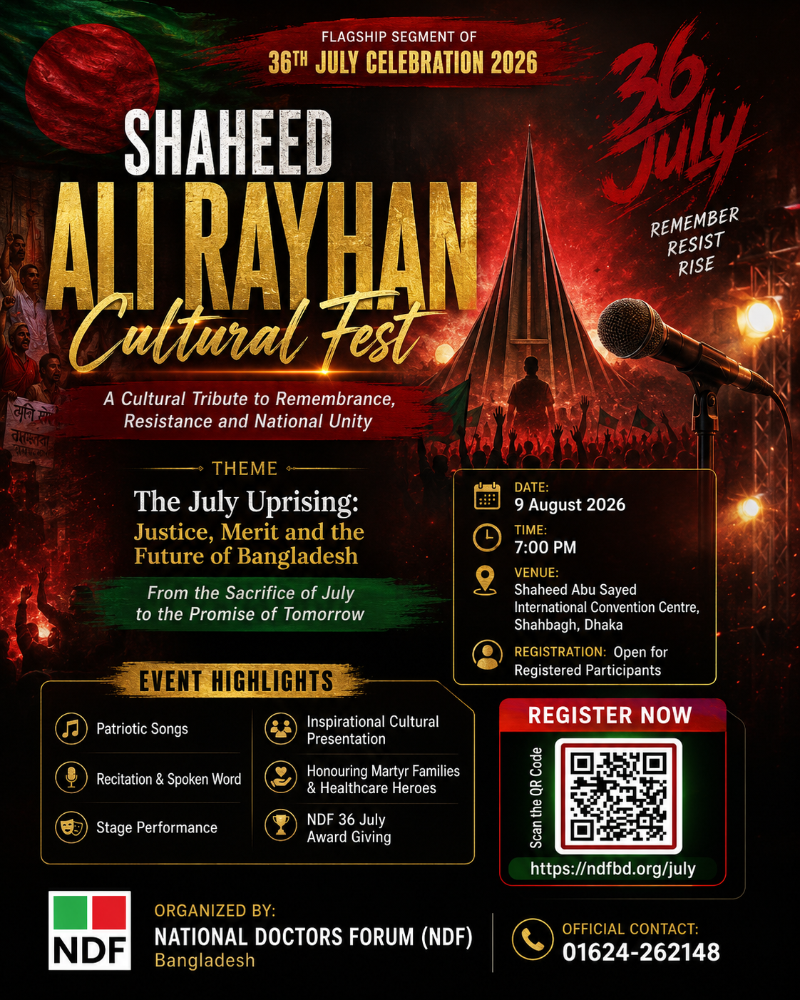 FLAGSHIP SEGMENT OF
36TH JULY CELEBRATION 2026
36
July
REMEMBER
RESIST
RISE
SHAHEED
ALI RAYHAN
Cultural Fest
A Cultural Tribute to Remembrance,
Resistance and National Unity
THEME
The July Uprising:
Justice, Merit and the
Future of Bangladesh
From the Sacrifice of July
to the Promise of Tomorrow
DATE:
9 August 2026
TIME:
7:00 PM
VENUE:
Shaheed Abu Sayed
International Convention Centre,
Shahbagh, Dhaka
REGISTRATION: Open for
Registered Participants
EVENT HIGHLIGHTS
Patriotic Songs
Recitation & Spoken Word
Stage Performance
Inspirational Cultural
Presentation
Honouring Martyr Families
& Healthcare Heroes
NDF 36 July
Award Giving
REGISTER NOW
Scan the QR Code
https://ndfbd.org/july
NDF
ORGANIZED BY:
NATIONAL DOCTORS FORUM (NDF)
Bangladesh
OFFICIAL CONTACT:
01624-262148